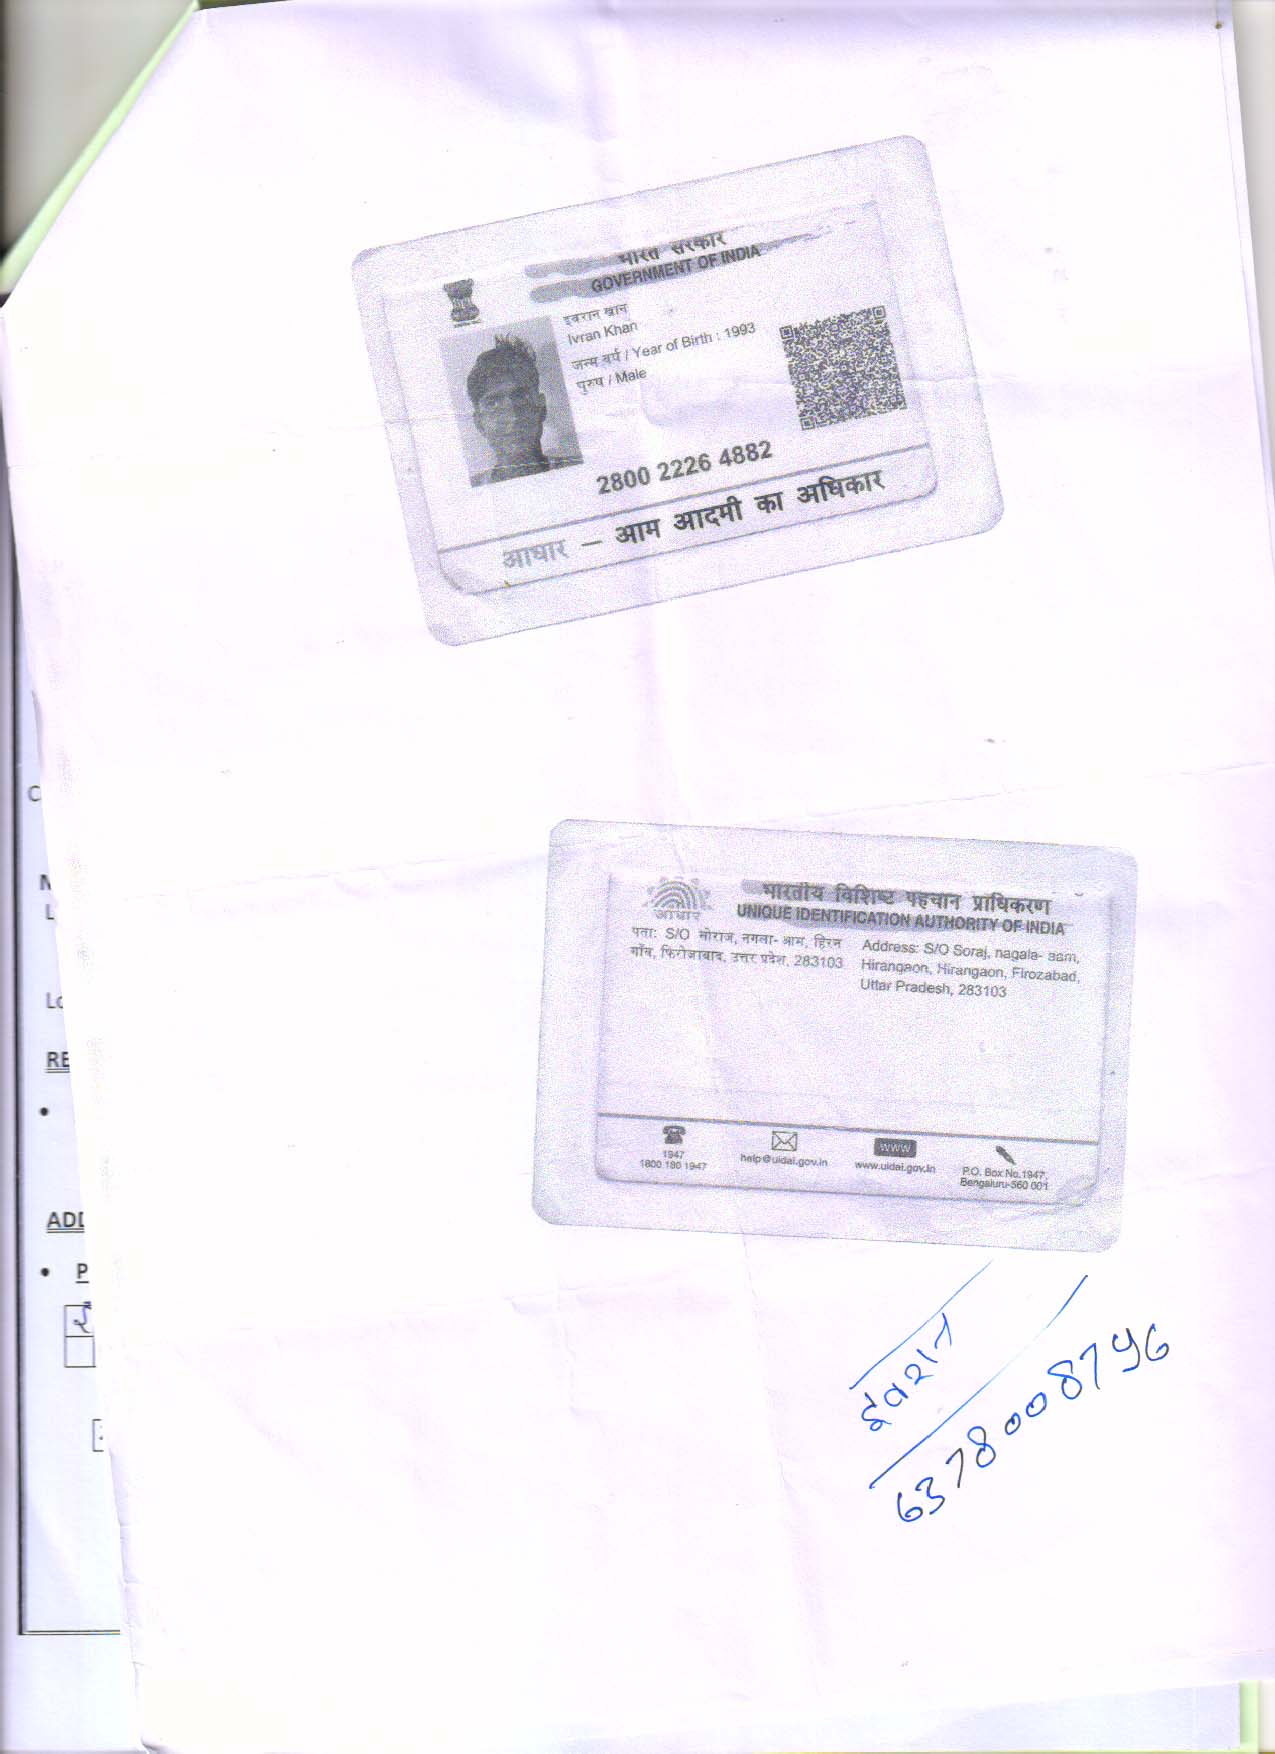 भारत सरकार
GOVERNMENT OF INDIA
इवरान खान
Ivran Khan
जन्म वर्ष / Year of Birth : 1993
पुरुष / Male
2800 2226 4882
आधार – आम आदमी का अधिकार
आधार
भारतीय विशिष्ट पहचान प्राधिकरण
UNIQUE IDENTIFICATION AUTHORITY OF INDIA
पता: S/O सोराज, नगला- आम, हिरन
गाँव, फिरोजाबाद, उत्तर प्रदेश, 283103
Address: S/O Soraj, nagala- aam,
Hirangaon, Hirangaon, Firozabad,
Uttar Pradesh, 283103
1947
1800 180 1947
help@uidai.gov.in
www
www.uidai.gov.in
P.O. Box No.1947,
Bengaluru-560 001
इवरान
6378008796
RE
P